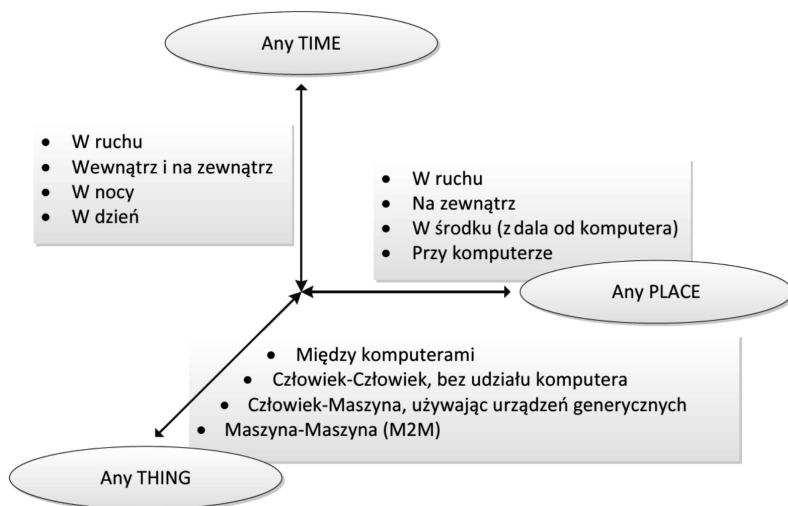 Any TIME
● W ruchu
● Wewnątrz i na zewnątrz
● W nocy
● W dzień
● W ruchu
● Na zewnątrz
● W środku (z dala od komputera)
● Przy komputerze
Any PLACE
● Między komputerami
● Człowiek-Człowiek, bez udziału komputera
● Człowiek-Maszyna, używając urządzeń generycznych
● Maszyna-Maszyna (M2M)
Any THING